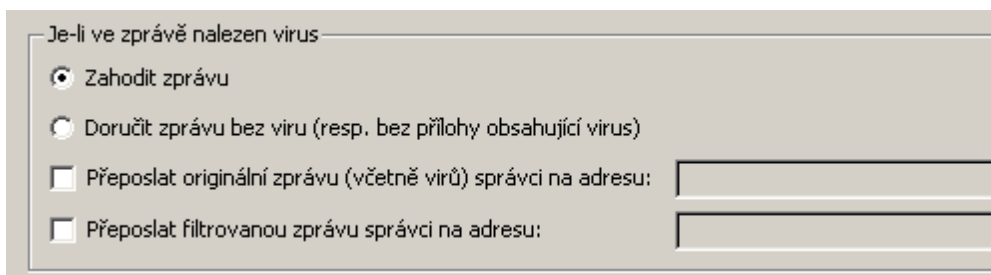 Je-li ve zprávě nalezen virus
Zahodit zprávu
Doručit zprávu bez viru (resp. bez přílohy obsahující virus)
Přeposlat originální zprávu (včetně virů) správci na adresu:
Přeposlat filtrovanou zprávu správci na adresu: